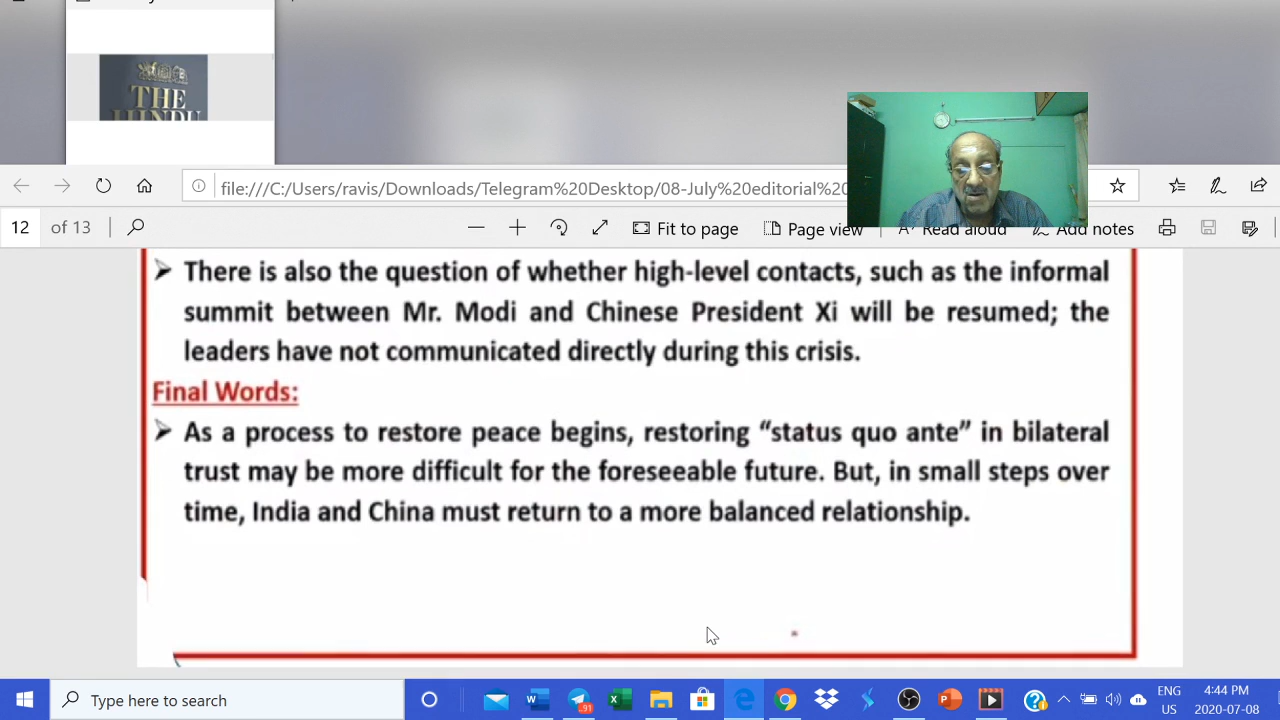 THE
HINDU
file:///C:/Users/ravis/Downloads/Telegram%20Desktop/08-July%20editorial%20
12 of 13
Fit to page
Page view
Read aloud
Add notes
➤ There is also the question of whether high-level contacts, such as the informal
summit between Mr. Modi and Chinese President Xi will be resumed; the
leaders have not communicated directly during this crisis.
Final Words:
➤ As a process to restore peace begins, restoring “status quo ante” in bilateral
trust may be more difficult for the foreseeable future. But, in small steps over
time, India and China must return to a more balanced relationship.
Type here to search
91
ENG
US
4:44 PM
2020-07-08